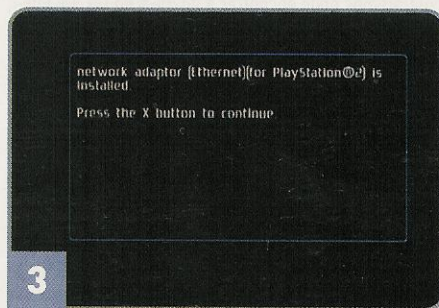 network adaptor (Ethernet)(for PlayStation®2) is
installed.
Press the X button to continue
3